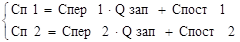 Сп 1 = Спер 1 · Q зап + Спост 1
Сп 2 = Спер 2 · Q зап + Спост 2